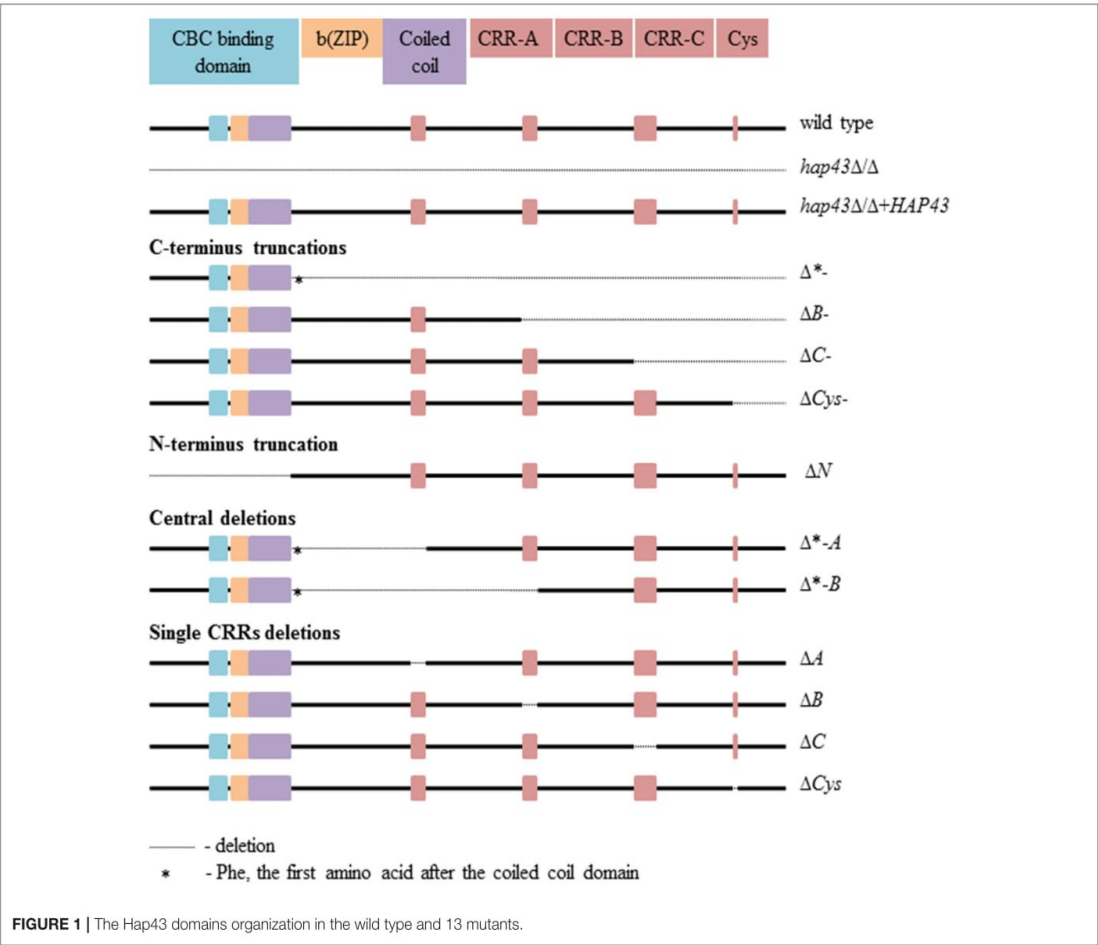 CBC binding domain
b(ZIP)
Coiled coil
CRR-A
CRR-B
CRR-C
Cys
wild type
hap43Δ/Δ
hap43Δ/Δ+HAP43
C-terminus truncations
*
Δ*-
ΔB-
ΔC-
ΔCys-
N-terminus truncation
ΔN
Central deletions
*
Δ*-A
*
Δ*-B
Single CRRs deletions
ΔA
ΔB
ΔC
ΔCys
- deletion
* - Phe, the first amino acid after the coiled coil domain
FIGURE 1 | The Hap43 domains organization in the wild type and 13 mutants.